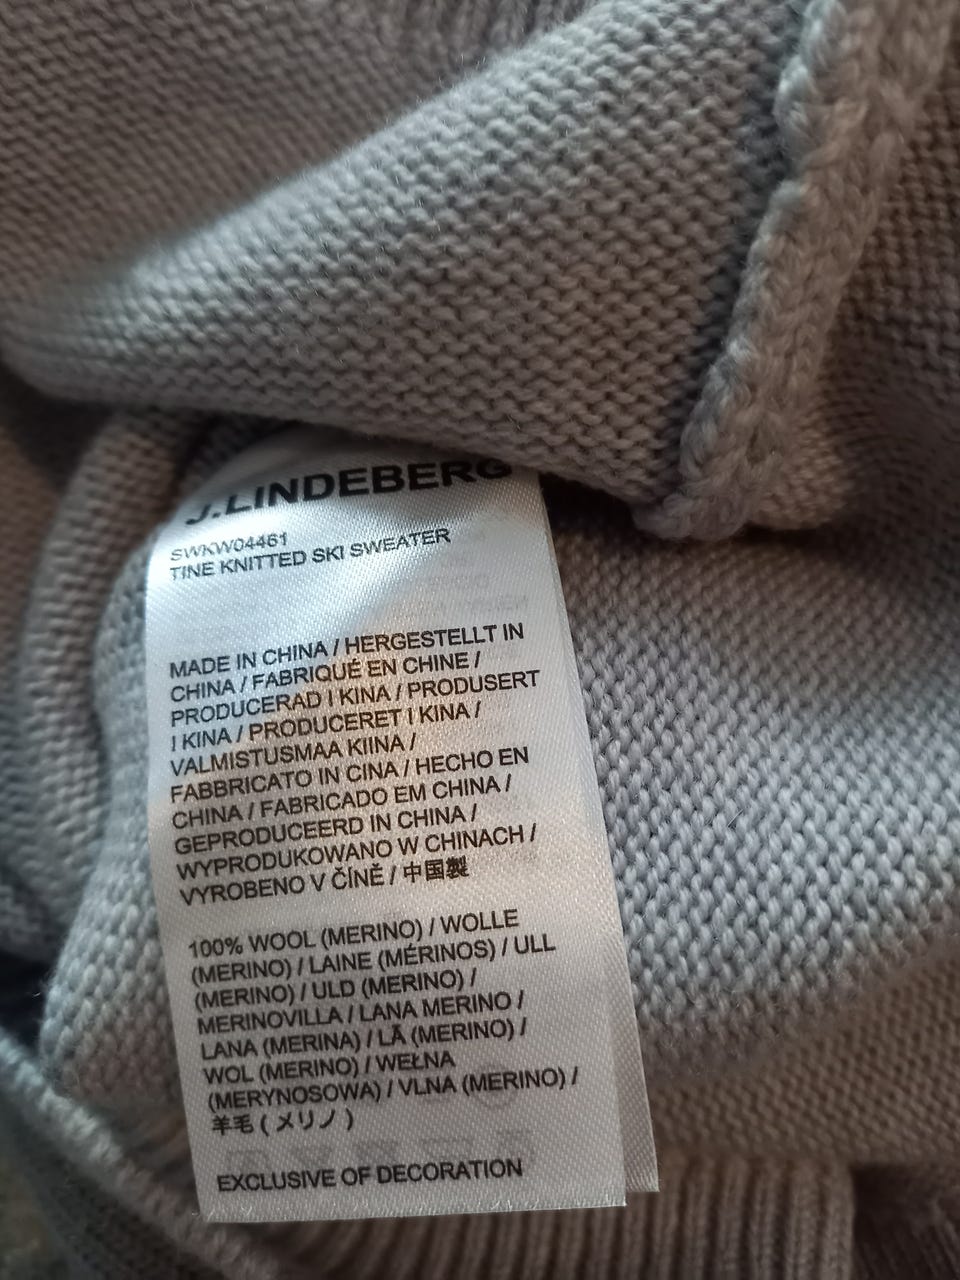 J.LINDEBERG
SWKW04461
TINE KNITTED SKI SWEATER
MADE IN CHINA / HERGESTELLT IN
CHINA / FABRIQUÉ EN CHINE /
PRODUCERAD I KINA / PRODUSERT
I KINA / PRODUCERET I KINA /
VALMISTUSMAA KIINA /
FABBRICATO IN CINA / HECHO EN
CHINA / FABRICADO EM CHINA /
GEPRODUCEERD IN CHINA /
WYPRODUKOWANO W CHINACH /
VYROBENO V ČÍNĚ / 中国製
100% WOOL (MERINO) / WOLLE
(MERINO) / LAINE (MÉRINOS) / ULL
(MERINO) / ULD (MERINO) /
MERINOVILLA / LANA MERINO /
LANA (MERINA) / LÃ (MERINO) /
WOL (MERINO) / WEŁNA
(MERYNOSOWA) / VLNA (MERINO) /
羊毛 ( メリノ )
EXCLUSIVE OF DECORATION